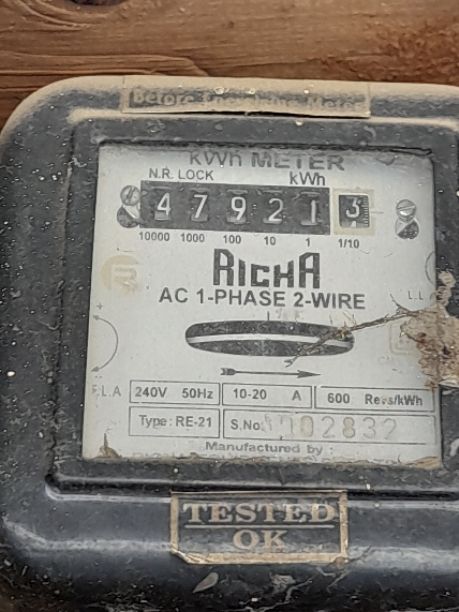 Before Meter
kWh METER
N.R. LOCK kWh
4 7 9 2 1 3
10000 1000 100 10 1 1/10
RICHA
AC 1-PHASE 2-WIRE
240V 50Hz 10-20 A 600 Revs/kWh
Type: RE-21 S.No.
Manufactured by
TESTED
OK